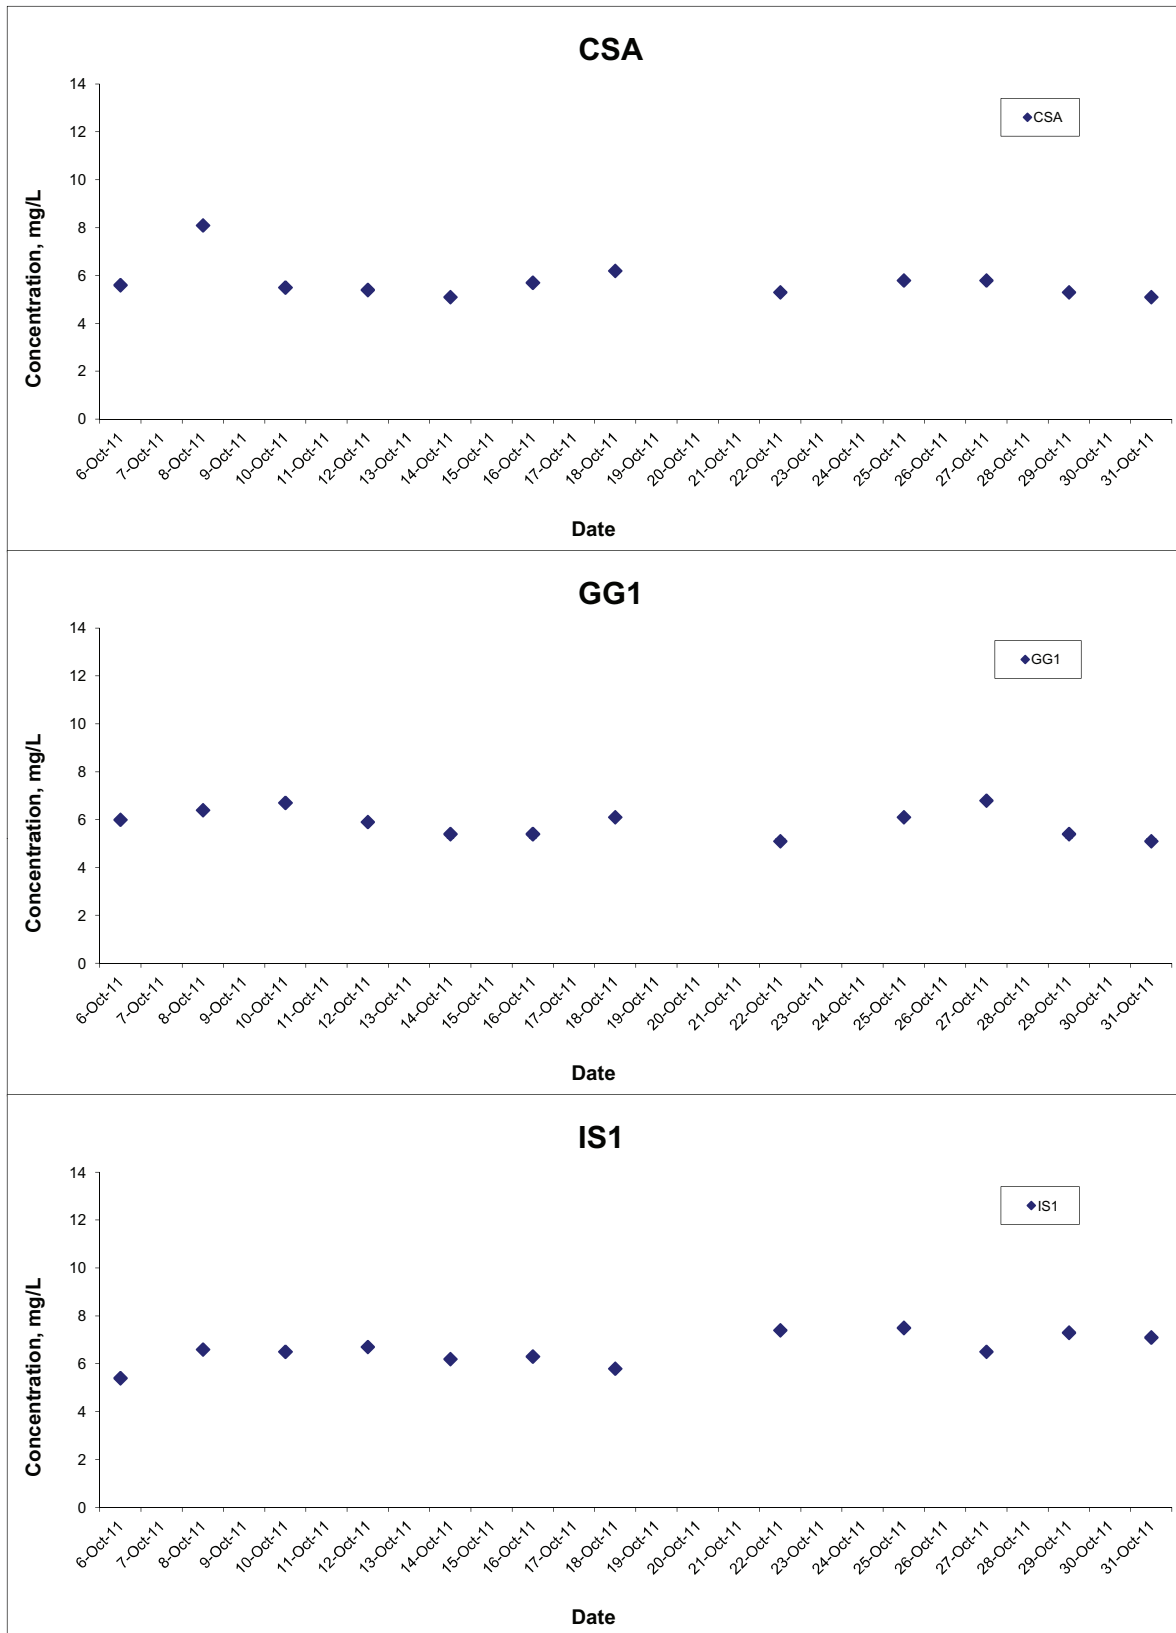 CSA
14
12
10
8
6
4
2
0
Concentration, mg/L
CSA
6-Oct-11 7-Oct-11 8-Oct-11 9-Oct-11 10-Oct-11 11-Oct-11 12-Oct-11 13-Oct-11 14-Oct-11 15-Oct-11 16-Oct-11 17-Oct-11 18-Oct-11 19-Oct-11 20-Oct-11 21-Oct-11 22-Oct-11 23-Oct-11 24-Oct-11 25-Oct-11 26-Oct-11 27-Oct-11 28-Oct-11 29-Oct-11 30-Oct-11 31-Oct-11
Date
GG1
14
12
10
8
6
4
2
0
Concentration, mg/L
GG1
6-Oct-11 7-Oct-11 8-Oct-11 9-Oct-11 10-Oct-11 11-Oct-11 12-Oct-11 13-Oct-11 14-Oct-11 15-Oct-11 16-Oct-11 17-Oct-11 18-Oct-11 19-Oct-11 20-Oct-11 21-Oct-11 22-Oct-11 23-Oct-11 24-Oct-11 25-Oct-11 26-Oct-11 27-Oct-11 28-Oct-11 29-Oct-11 30-Oct-11 31-Oct-11
Date
IS1
14
12
10
8
6
4
2
0
Concentration, mg/L
IS1
6-Oct-11 7-Oct-11 8-Oct-11 9-Oct-11 10-Oct-11 11-Oct-11 12-Oct-11 13-Oct-11 14-Oct-11 15-Oct-11 16-Oct-11 17-Oct-11 18-Oct-11 19-Oct-11 20-Oct-11 21-Oct-11 22-Oct-11 23-Oct-11 24-Oct-11 25-Oct-11 26-Oct-11 27-Oct-11 28-Oct-11 29-Oct-11 30-Oct-11 31-Oct-11
Date